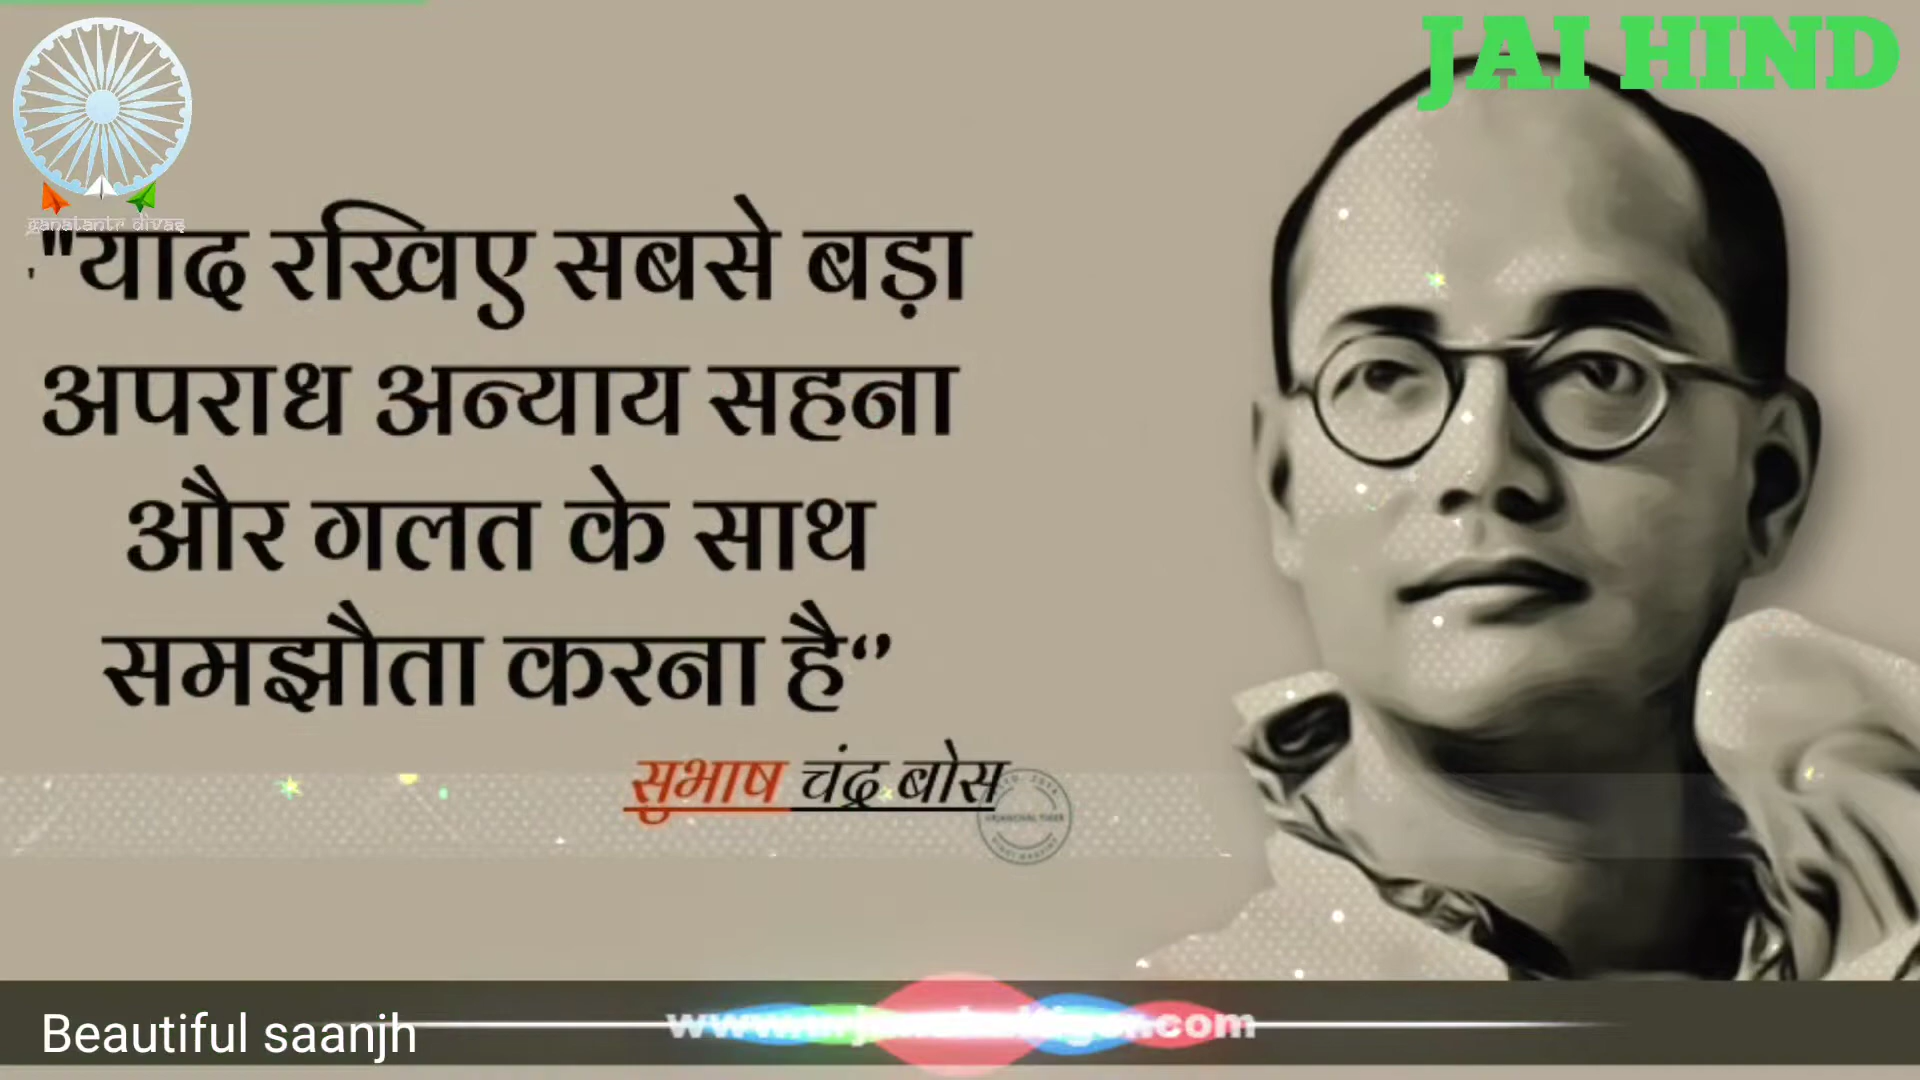 JAI HIND
ganatantr divas
"याद रखिए सबसे बड़ा
अपराध अन्याय सहना
और गलत के साथ
समझौता करना है‘’
सुभाष चंद्र बोस
Beautiful saanjh